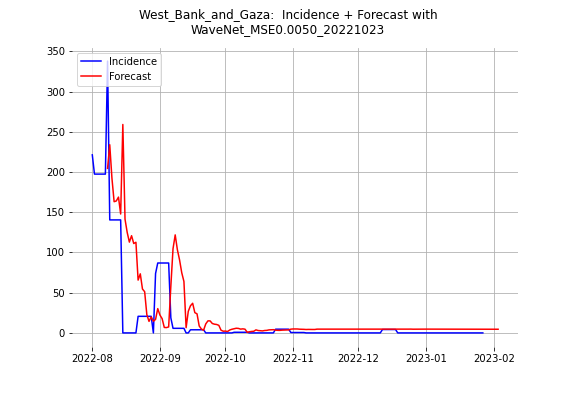 West_Bank_and_Gaza:  Incidence + Forecast with
WaveNet_MSE0.0050_20221023
Incidence
Forecast
350
300
250
200
150
100
50
0
2022-08 2022-09 2022-10 2022-11 2022-12 2023-01 2023-02